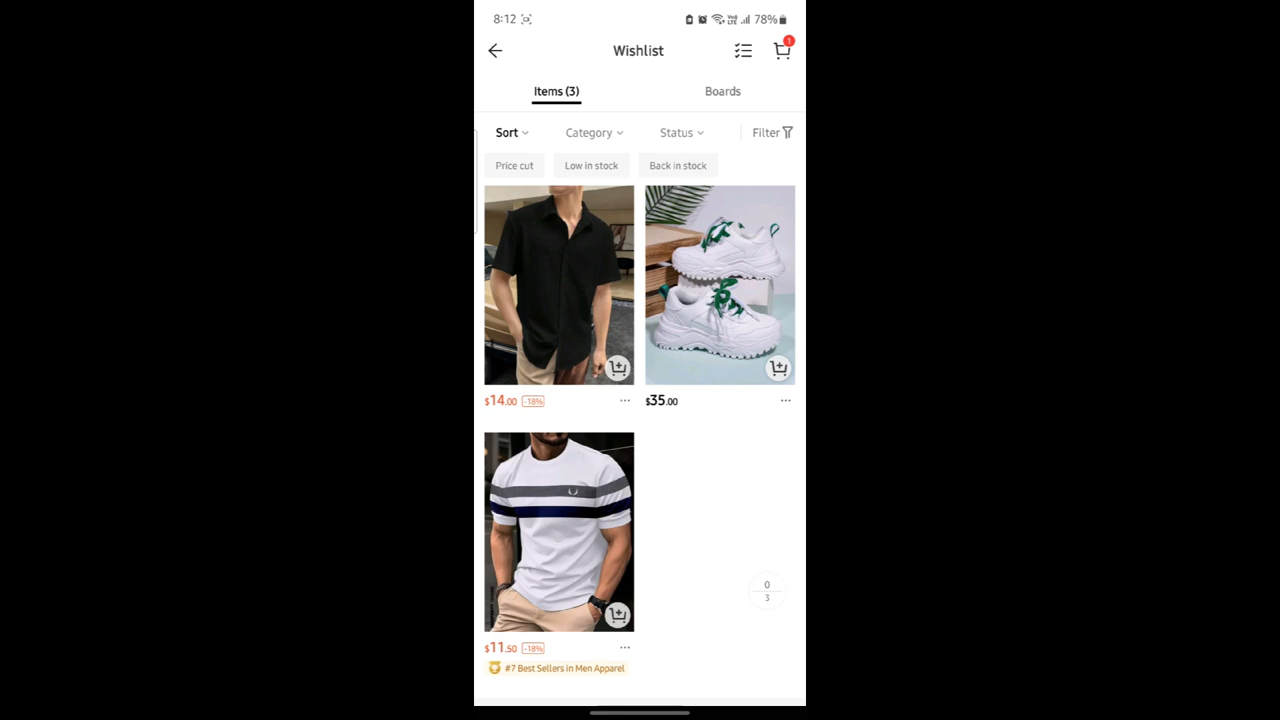 8:12 78%
Wishlist 1
Items (3) Boards
Sort Category Status Filter
Price cut Low in stock Back in stock
$14.00 -18% ... $35.00 ...
0
3
$11.50 -18% ...
#7 Best Sellers in Men Apparel